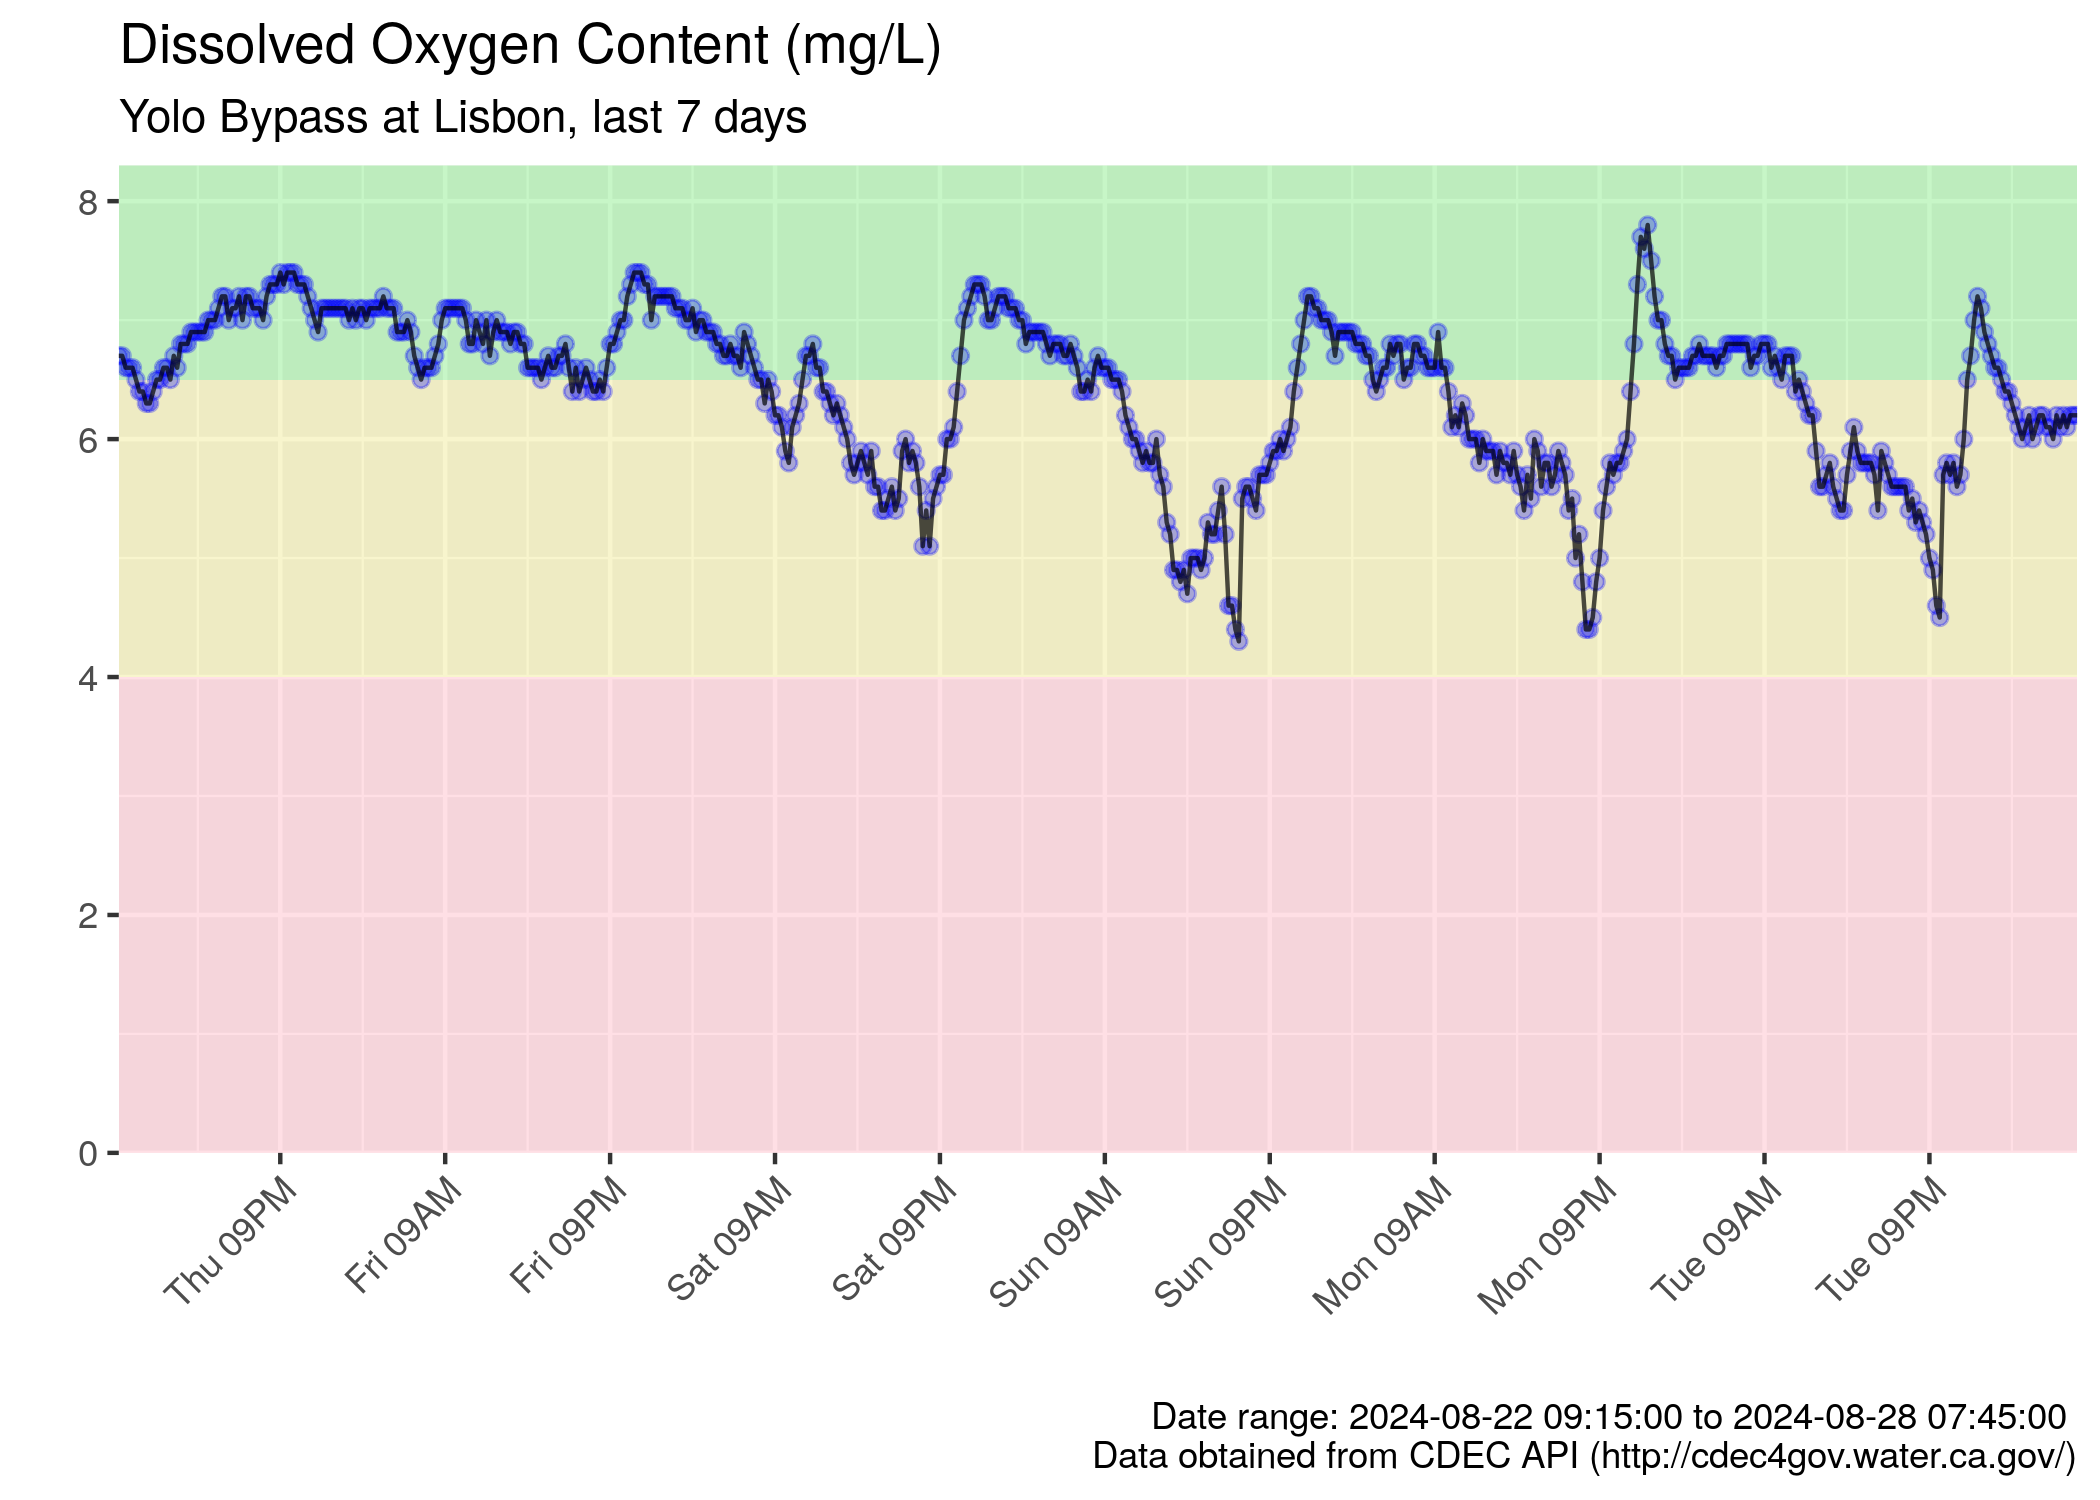 Dissolved Oxygen Content (mg/L)
Yolo Bypass at Lisbon, last 7 days
8
6
4
2
0
Thu 09PM
Fri 09AM
Fri 09PM
Sat 09AM
Sat 09PM
Sun 09AM
Sun 09PM
Mon 09AM
Mon 09PM
Tue 09AM
Tue 09PM
Date range: 2024-08-22 09:15:00 to 2024-08-28 07:45:00
Data obtained from CDEC API (http://cdec4gov.water.ca.gov/)